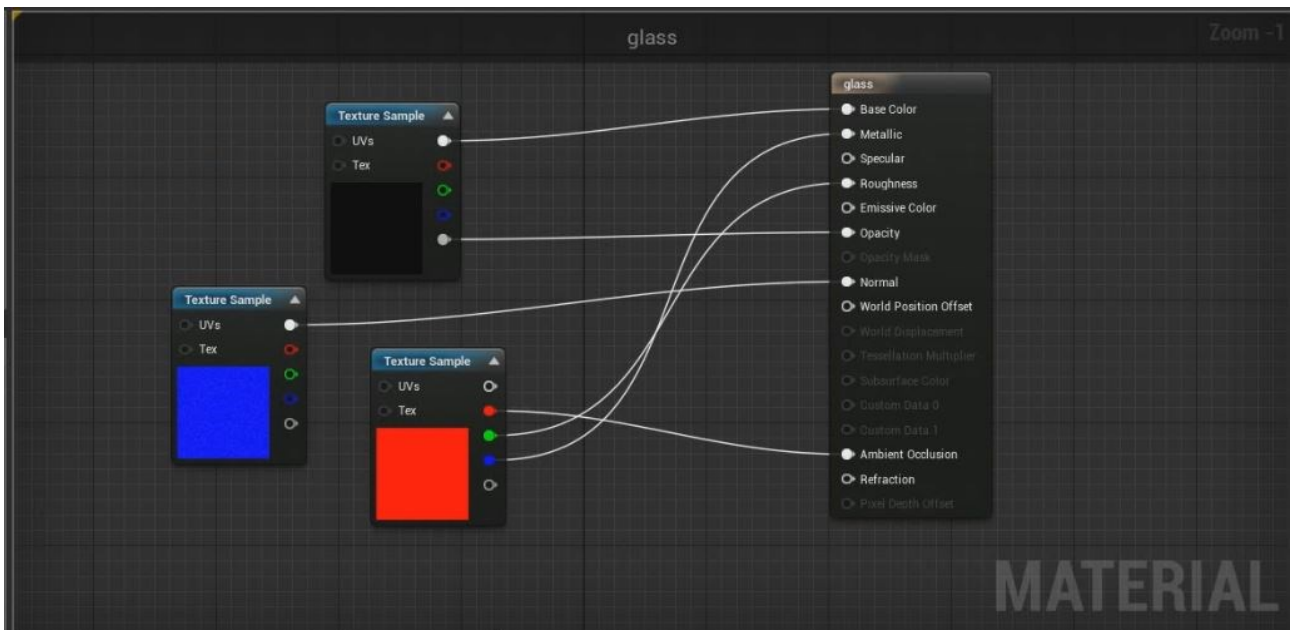 glass
Zoom -1
Texture Sample
UVs
Tex
Texture Sample
UVs
Tex
Texture Sample
UVs
Tex
glass
Base Color
Metallic
Specular
Roughness
Emissive Color
Opacity
Opacity Mask
Normal
World Position Offset
World Displacement
Tessellation Multiplier
Subsurface Color
Custom Data 0
Custom Data 1
Ambient Occlusion
Refraction
Pixel Depth Offset
MATERIAL